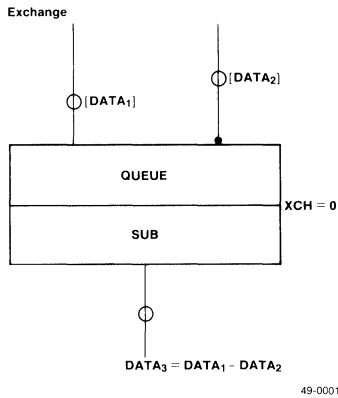 Exchange
[DATA₂]
[DATA₁]
QUEUE
XCH = 0
SUB
DATA₃ = DATA₁ - DATA₂
49-0001